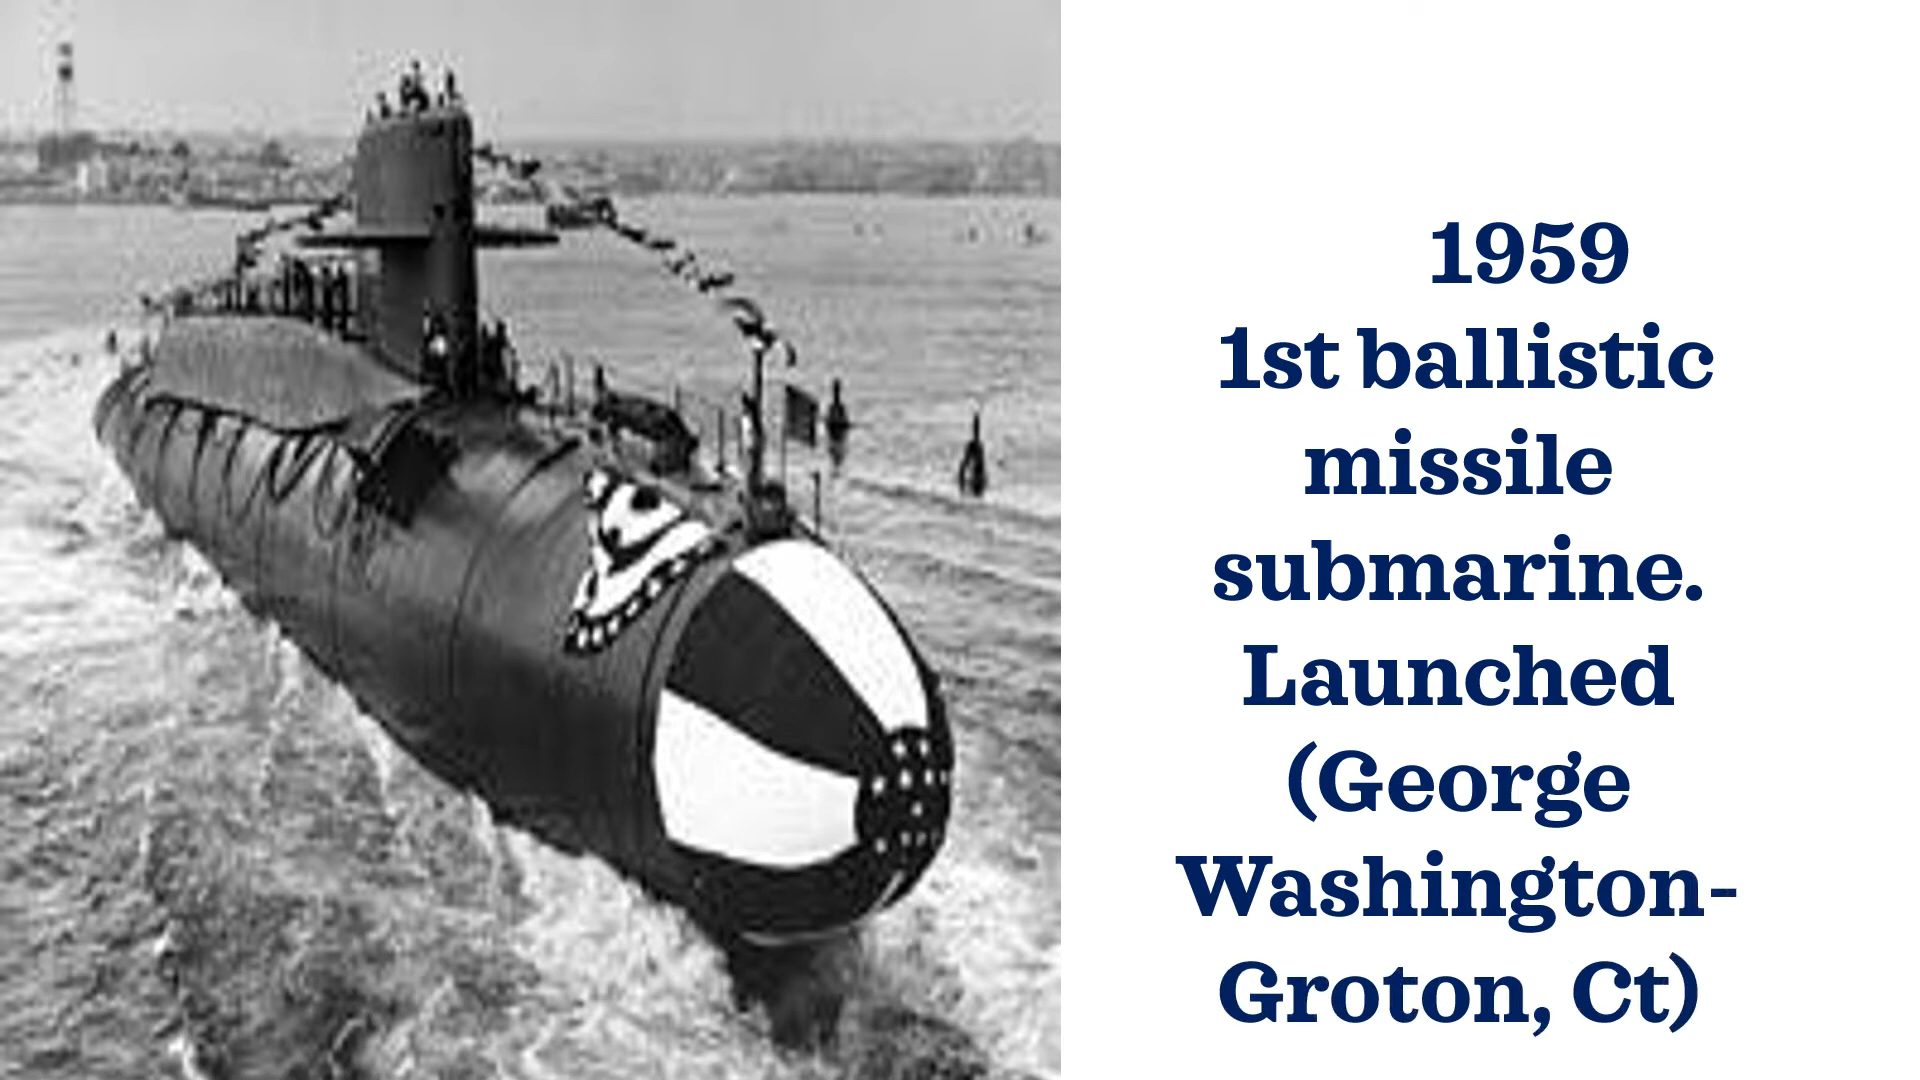 1959
1st ballistic
missile
submarine.
Launched
(George
Washington-
Groton, Ct)